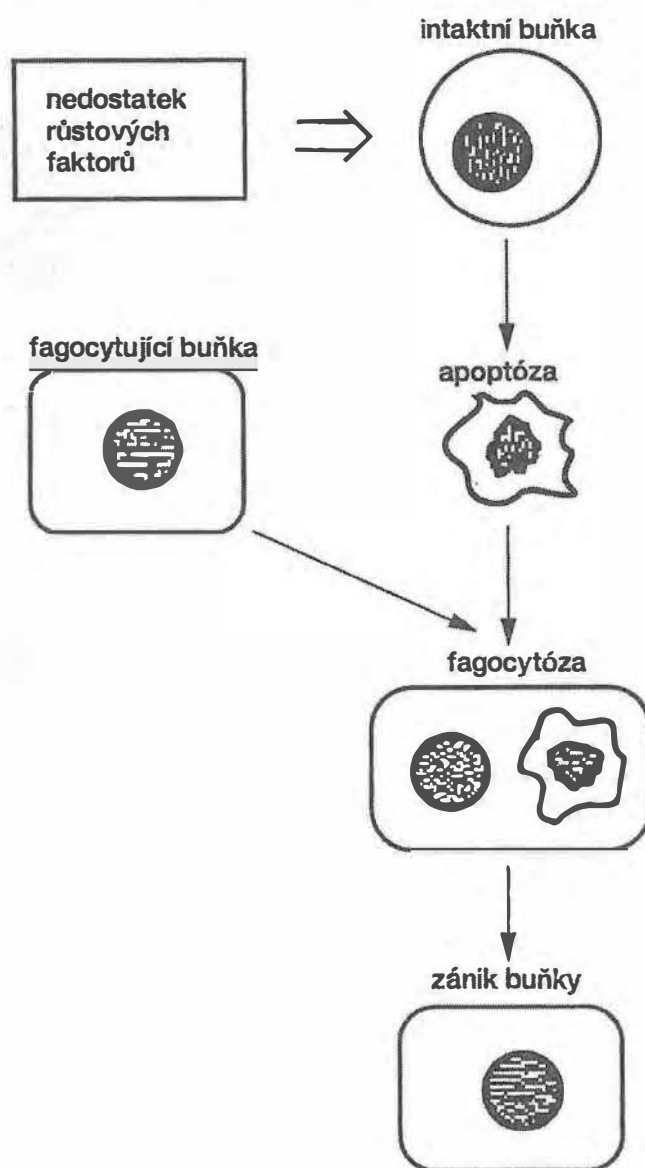 intaktní buňka
nedostatek
růstových
faktorů
fagocytující buňka
apoptóza
fagocytóza
zánik buňky